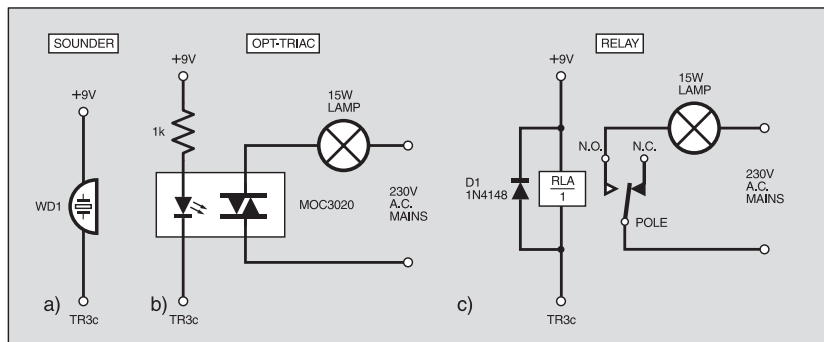 SOUNDER
+9V
WD1
a)
TR3c
OPT-TRIAC
+9V
1k
15W
LAMP
MOC3020
230V
A.C.
MAINS
b)
TR3c
RELAY
+9V
15W
LAMP
N.O.
N.C.
D1
1N4148
RLA
1
230V
A.C.
MAINS
POLE
c)
TR3c